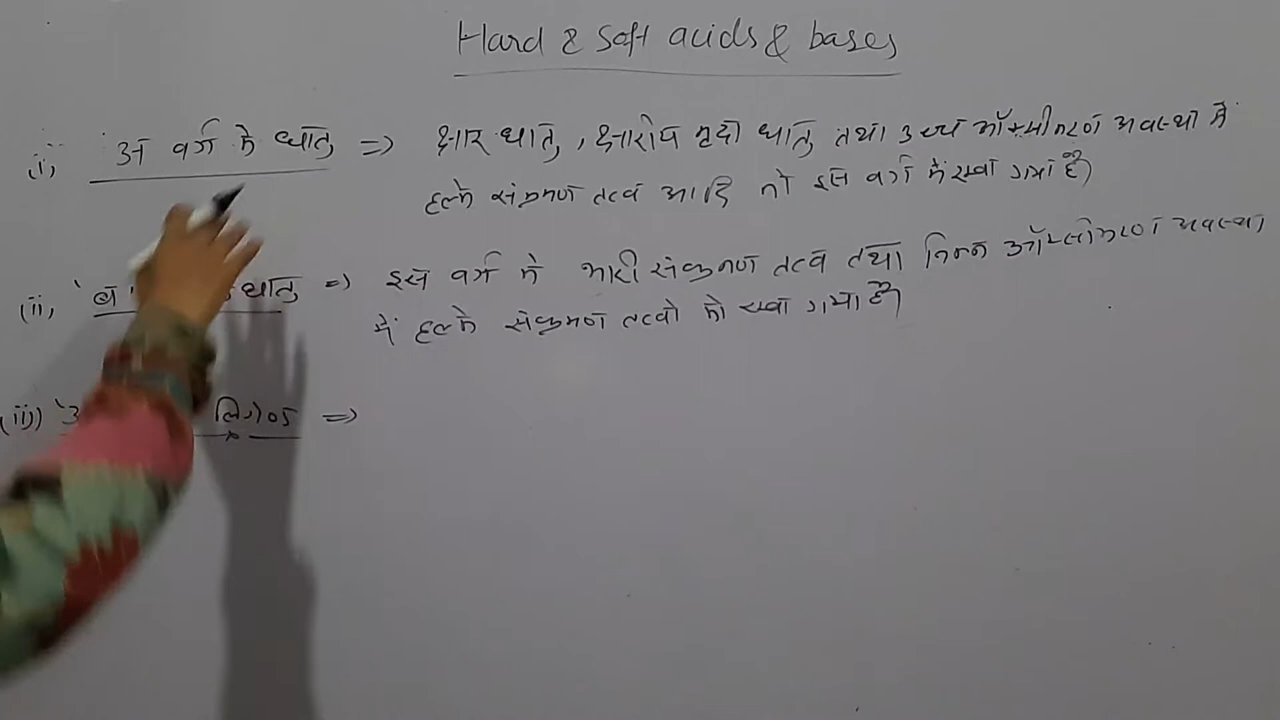 Hard & Soft acids & bases
(i) अ वर्ग के धातु => क्षार धातु, क्षारीय मृदा धातु तथा उच्च ऑक्सीकरण अवस्था में
हल्के संक्रमण तत्व आदि को इस वर्ग में रखा गया है
(ii) 'ब धातु => इस वर्ग में भारी संक्रमण तत्व तथा निम्न ऑक्सीकरण अवस्था
में हल्के संक्रमण तत्वो को रखा गया है
(iii) 'अ लिगेण्ड =>